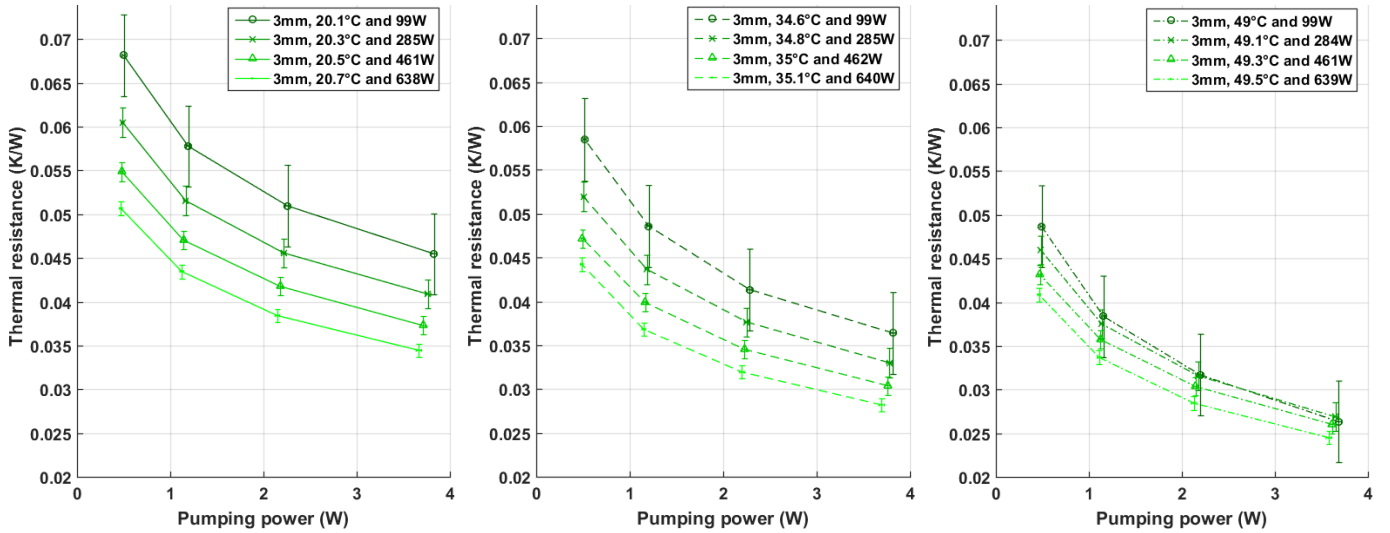 3mm, 20.1°C and 99W
3mm, 20.3°C and 285W
3mm, 20.5°C and 461W
3mm, 20.7°C and 638W
0.07
0.065
0.06
0.055
0.05
0.045
0.04
0.035
0.03
0.025
0.02
Thermal resistance (K/W)
0 1 2 3 4
Pumping power (W)
3mm, 34.6°C and 99W
3mm, 34.8°C and 285W
3mm, 35°C and 462W
3mm, 35.1°C and 640W
0.07
0.065
0.06
0.055
0.05
0.045
0.04
0.035
0.03
0.025
0.02
Thermal resistance (K/W)
0 1 2 3 4
Pumping power (W)
3mm, 49°C and 99W
3mm, 49.1°C and 284W
3mm, 49.3°C and 461W
3mm, 49.5°C and 639W
0.07
0.065
0.06
0.055
0.05
0.045
0.04
0.035
0.03
0.025
0.02
Thermal resistance (K/W)
0 1 2 3 4
Pumping power (W)